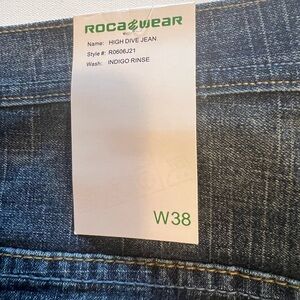 ROCAWEAR
Name: HIGH DIVE JEAN
Style #: R0606J21
Wash: INDIGO RINSE
W38